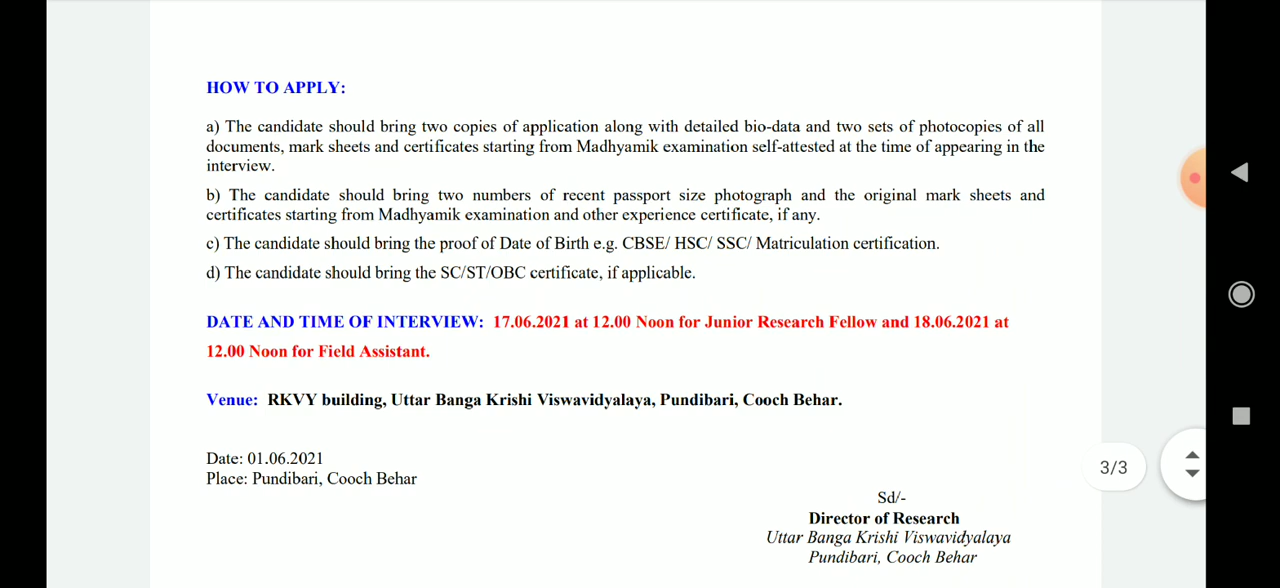 HOW TO APPLY:
a) The candidate should bring two copies of application along with detailed bio-data and two sets of photocopies of all
documents, mark sheets and certificates starting from Madhyamik examination self-attested at the time of appearing in the
interview.
b) The candidate should bring two numbers of recent passport size photograph and the original mark sheets and
certificates starting from Madhyamik examination and other experience certificate, if any.
c) The candidate should bring the proof of Date of Birth e.g. CBSE/ HSC/ SSC/ Matriculation certification.
d) The candidate should bring the SC/ST/OBC certificate, if applicable.
DATE AND TIME OF INTERVIEW: 17.06.2021 at 12.00 Noon for Junior Research Fellow and 18.06.2021 at
12.00 Noon for Field Assistant.
Venue: RKVY building, Uttar Banga Krishi Viswavidyalaya, Pundibari, Cooch Behar.
Date: 01.06.2021
Place: Pundibari, Cooch Behar
3/3
Sd/-
Director of Research
Uttar Banga Krishi Viswavidyalaya
Pundibari, Cooch Behar